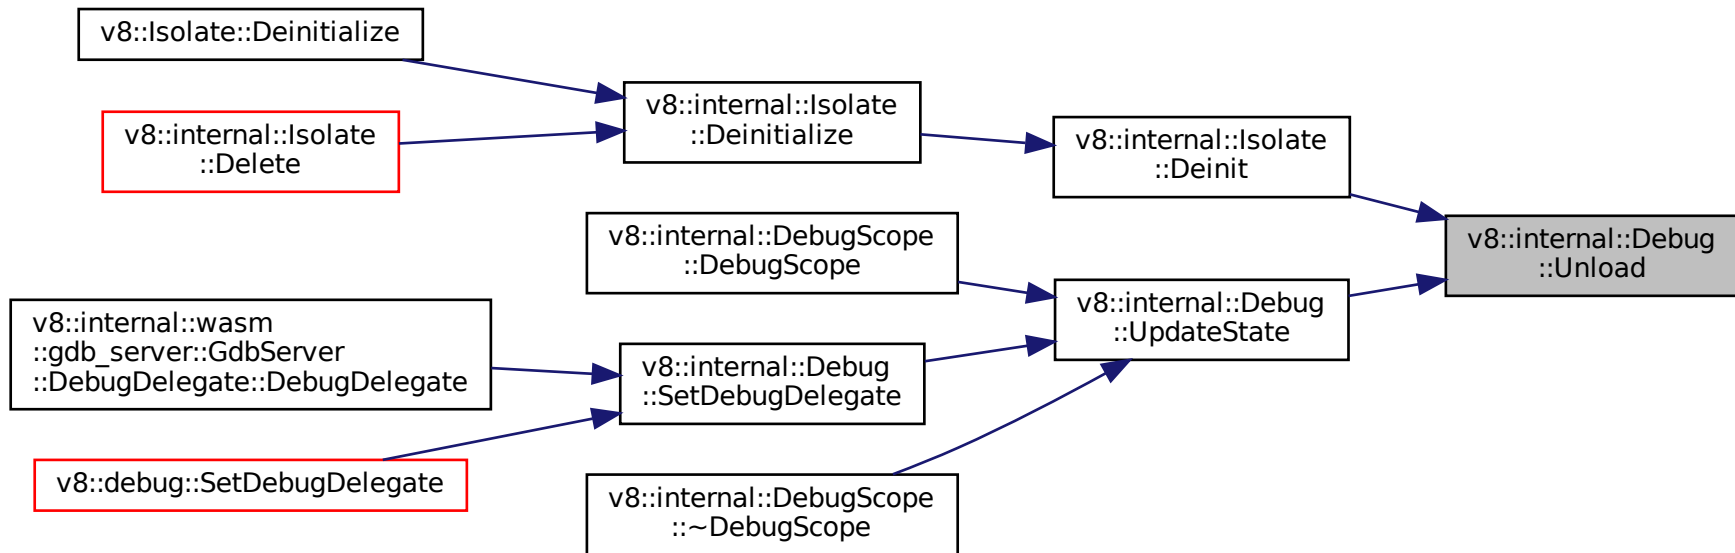 v8::Isolate::Deinitialize
v8::internal::Isolate
::Delete
v8::internal::Isolate
::Deinitialize
v8::internal::Isolate
::Deinit
v8::internal::Debug
::Unload
v8::internal::DebugScope
::DebugScope
v8::internal::Debug
::UpdateState
v8::internal::wasm
::gdb_server::GdbServer
::DebugDelegate::DebugDelegate
v8::internal::Debug
::SetDebugDelegate
v8::debug::SetDebugDelegate
v8::internal::DebugScope
::~DebugScope